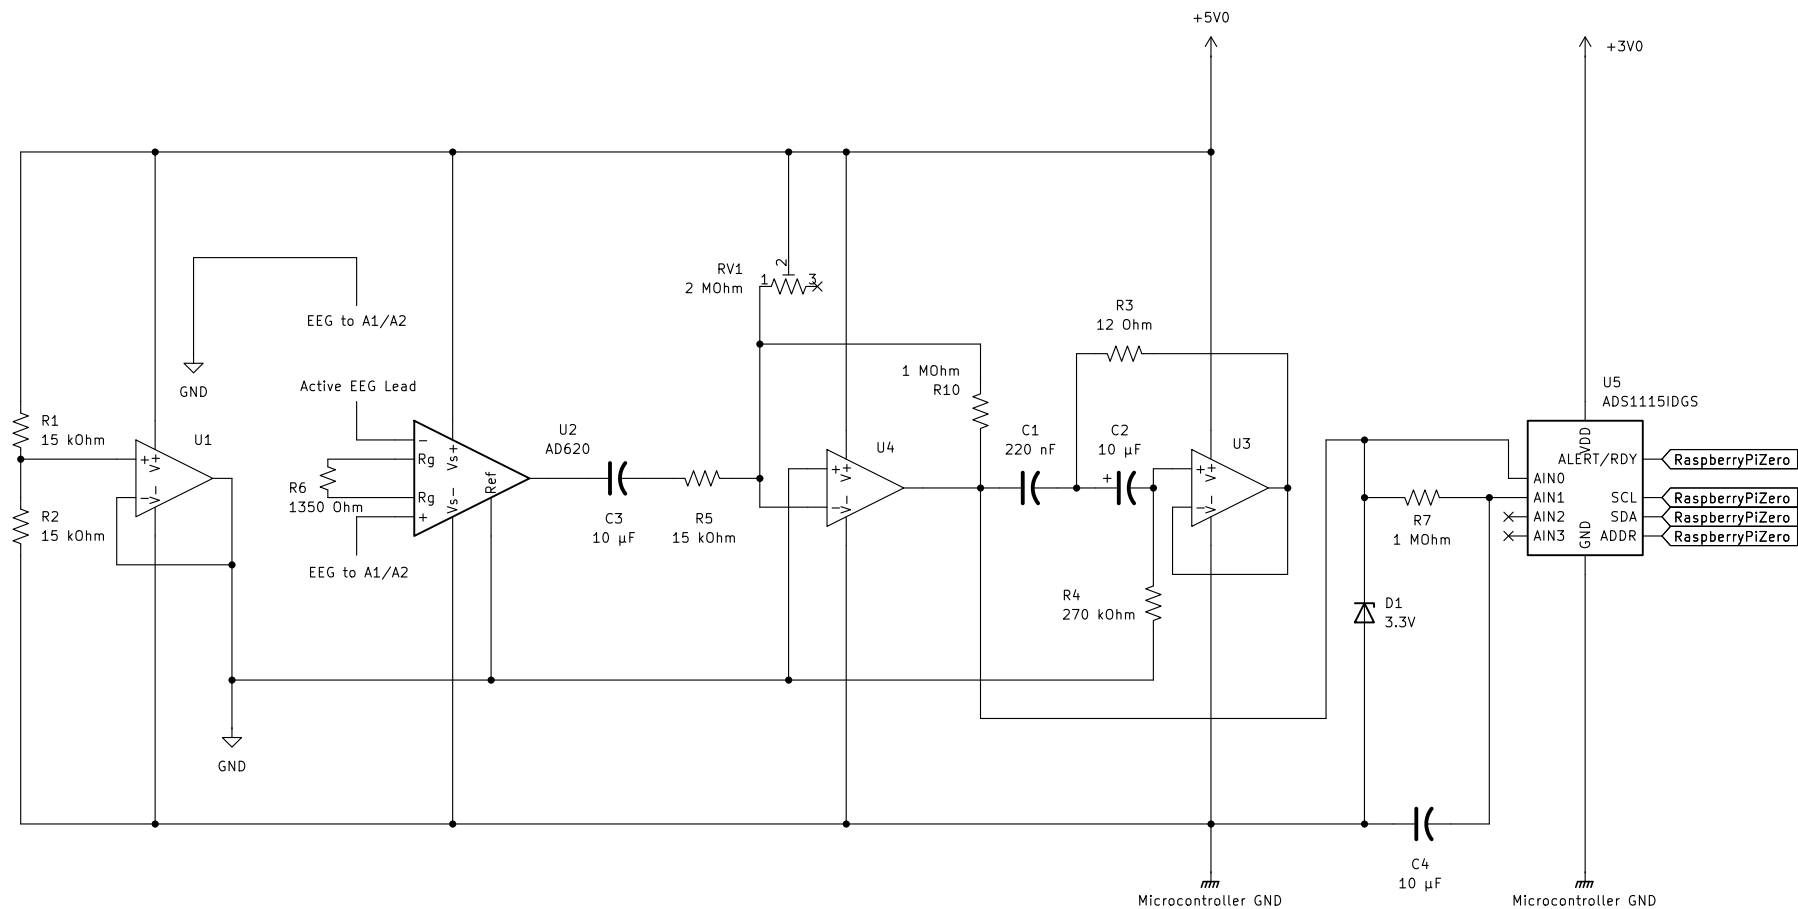 +5V0
+3V0
RV1
2 MOhm
1
2
3
EEG to A1/A2
GND
R3
12 Ohm
1 MOhm
R10
Active EEG Lead
U5
ADS1115IDGS
R1
15 kOhm
U1
+
V+
-
V-
U2
AD620
-
Rg
Rg
+
Vs+
Vs-
Ref
R6
1350 Ohm
EEG to A1/A2
R2
15 kOhm
C3
10 µF
R5
15 kOhm
U4
+
V+
-
V-
C1
220 nF
C2
10 µF
+
U3
+
V+
-
V-
R4
270 kOhm
R7
1 MOhm
D1
3.3V
VDD
ALERT/RDY
AIN0
AIN1
AIN2
AIN3
SCL
SDA
ADDR
GND
RaspberryPiZero
RaspberryPiZero
RaspberryPiZero
RaspberryPiZero
GND
C4
10 µF
Microcontroller GND
Microcontroller GND